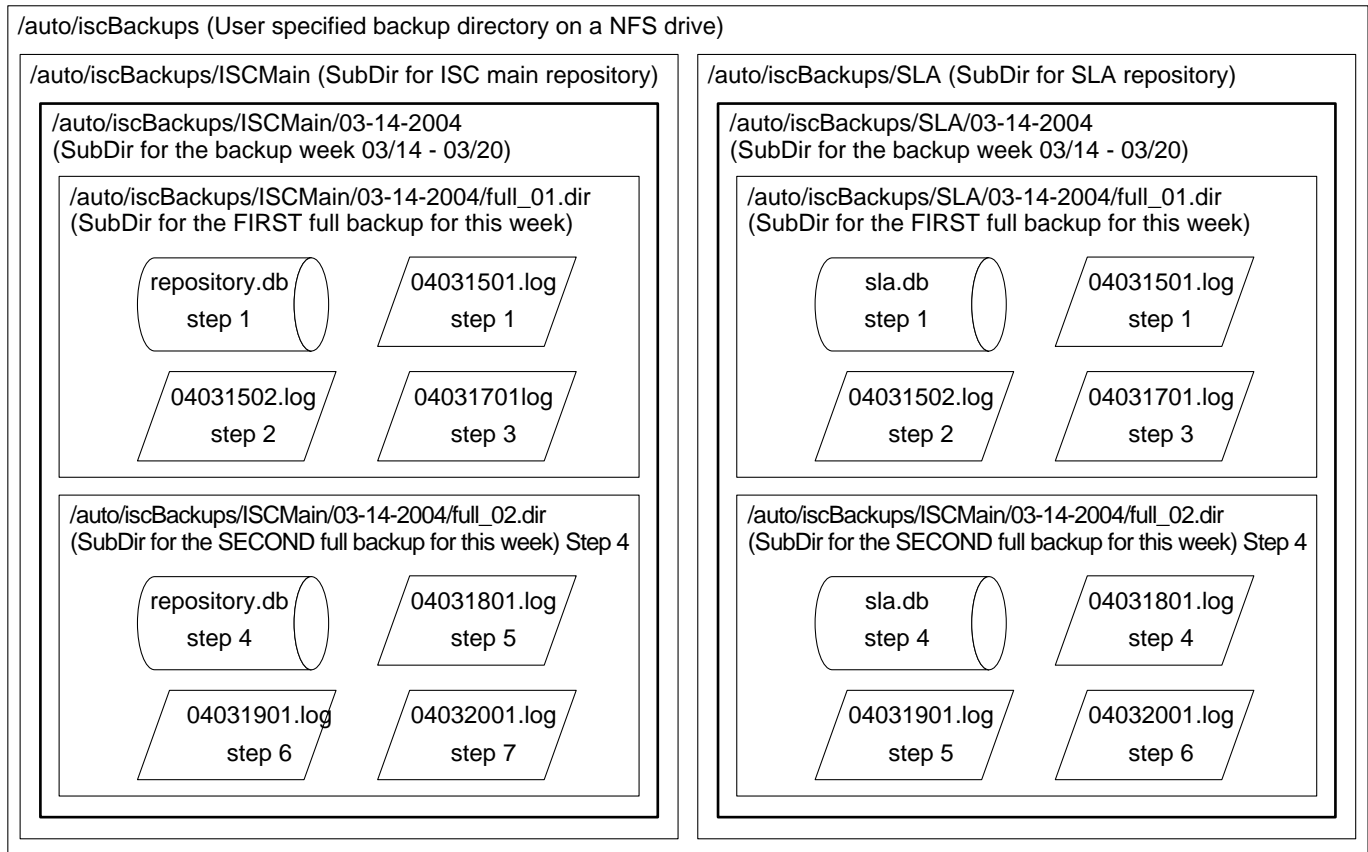 /auto/iscBackups (User specified backup directory on a NFS drive)
/auto/iscBackups/ISCMain (SubDir for ISC main repository)
/auto/iscBackups/ISCMain/03-14-2004
(SubDir for the backup week 03/14 - 03/20)
/auto/iscBackups/ISCMain/03-14-2004/full_01.dir
(SubDir for the FIRST full backup for this week)
repository.db
step 1
04031501.log
step 1
04031502.log
step 2
04031701log
step 3
/auto/iscBackups/ISCMain/03-14-2004/full_02.dir
(SubDir for the SECOND full backup for this week) Step 4
repository.db
step 4
04031801.log
step 5
04031901.log
step 6
04032001.log
step 7
/auto/iscBackups/SLA (SubDir for SLA repository)
/auto/iscBackups/SLA/03-14-2004
(SubDir for the backup week 03/14 - 03/20)
/auto/iscBackups/SLA/03-14-2004/full_01.dir
(SubDir for the FIRST full backup for this week)
sla.db
step 1
04031501.log
step 1
04031502.log
step 2
04031701.log
step 3
/auto/iscBackups/ISCMain/03-14-2004/full_02.dir
(SubDir for the SECOND full backup for this week) Step 4
sla.db
step 4
04031801.log
step 4
04031901.log
step 5
04032001.log
step 6